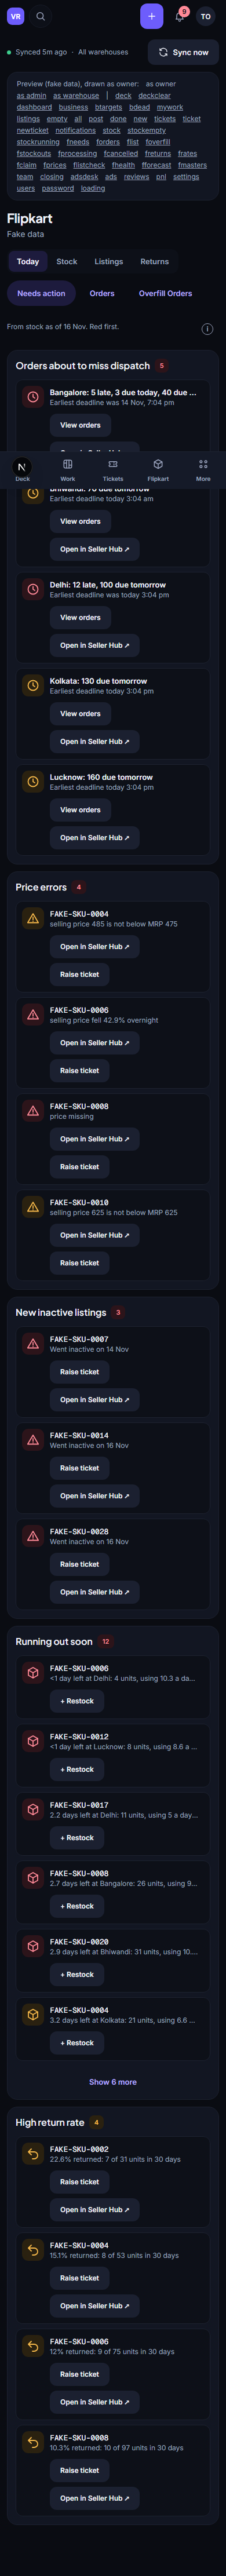 VR
9
TO
Synced 5m ago · All warehouses
Sync now
Preview (fake data), drawn as owner: as owner
as admin as warehouse | deck deckclear
dashboard business btargets bdead mywork
listings empty all post done new tickets ticket
newticket notifications stock stockempty
stockrunning fneeds forders flist foverfill
fstockouts fprocessing fcancelled freturns frates
fclaim fprices flistcheck fhealth fforecast fmasters
team closing adsdesk ads reviews pnl settings
users password loading
Flipkart
Fake data
Today Stock Listings Returns
Needs action Orders Overfill Orders
From stock as of 16 Nov. Red first.
Orders about to miss dispatch 5
Bangalore: 5 late, 3 due today, 40 due ...
Earliest deadline was 14 Nov, 7:04 pm
View orders
N
Deck Work Tickets Flipkart More
Earliest deadline today 3:04 am
View orders
Open in Seller Hub ↗
Delhi: 12 late, 100 due tomorrow
Earliest deadline was today 3:04 pm
View orders
Open in Seller Hub ↗
Kolkata: 130 due tomorrow
Earliest deadline today 3:04 pm
View orders
Open in Seller Hub ↗
Lucknow: 160 due tomorrow
Earliest deadline today 3:04 pm
View orders
Open in Seller Hub ↗
Price errors 4
FAKE-SKU-0004
selling price 485 is not below MRP 475
Open in Seller Hub ↗
Raise ticket
FAKE-SKU-0006
selling price fell 42.9% overnight
Open in Seller Hub ↗
Raise ticket
FAKE-SKU-0008
price missing
Open in Seller Hub ↗
Raise ticket
FAKE-SKU-0010
selling price 625 is not below MRP 625
Open in Seller Hub ↗
Raise ticket
New inactive listings 3
FAKE-SKU-0007
Went inactive on 14 Nov
Raise ticket
Open in Seller Hub ↗
FAKE-SKU-0014
Went inactive on 16 Nov
Raise ticket
Open in Seller Hub ↗
FAKE-SKU-0028
Went inactive on 16 Nov
Raise ticket
Open in Seller Hub ↗
Running out soon 12
FAKE-SKU-0006
<1 day left at Delhi: 4 units, using 10.3 a da...
+ Restock
FAKE-SKU-0012
<1 day left at Lucknow: 8 units, using 8.6 a ...
+ Restock
FAKE-SKU-0017
2.2 days left at Delhi: 11 units, using 5 a day...
+ Restock
FAKE-SKU-0008
2.7 days left at Bangalore: 26 units, using 9...
+ Restock
FAKE-SKU-0020
2.9 days left at Bhiwandi: 31 units, using 10....
+ Restock
FAKE-SKU-0004
3.2 days left at Kolkata: 21 units, using 6.6 ...
+ Restock
Show 6 more
High return rate 4
FAKE-SKU-0002
22.6% returned: 7 of 31 units in 30 days
Raise ticket
Open in Seller Hub ↗
FAKE-SKU-0004
15.1% returned: 8 of 53 units in 30 days
Raise ticket
Open in Seller Hub ↗
FAKE-SKU-0006
12% returned: 9 of 75 units in 30 days
Raise ticket
Open in Seller Hub ↗
FAKE-SKU-0008
10.3% returned: 10 of 97 units in 30 days
Raise ticket
Open in Seller Hub ↗